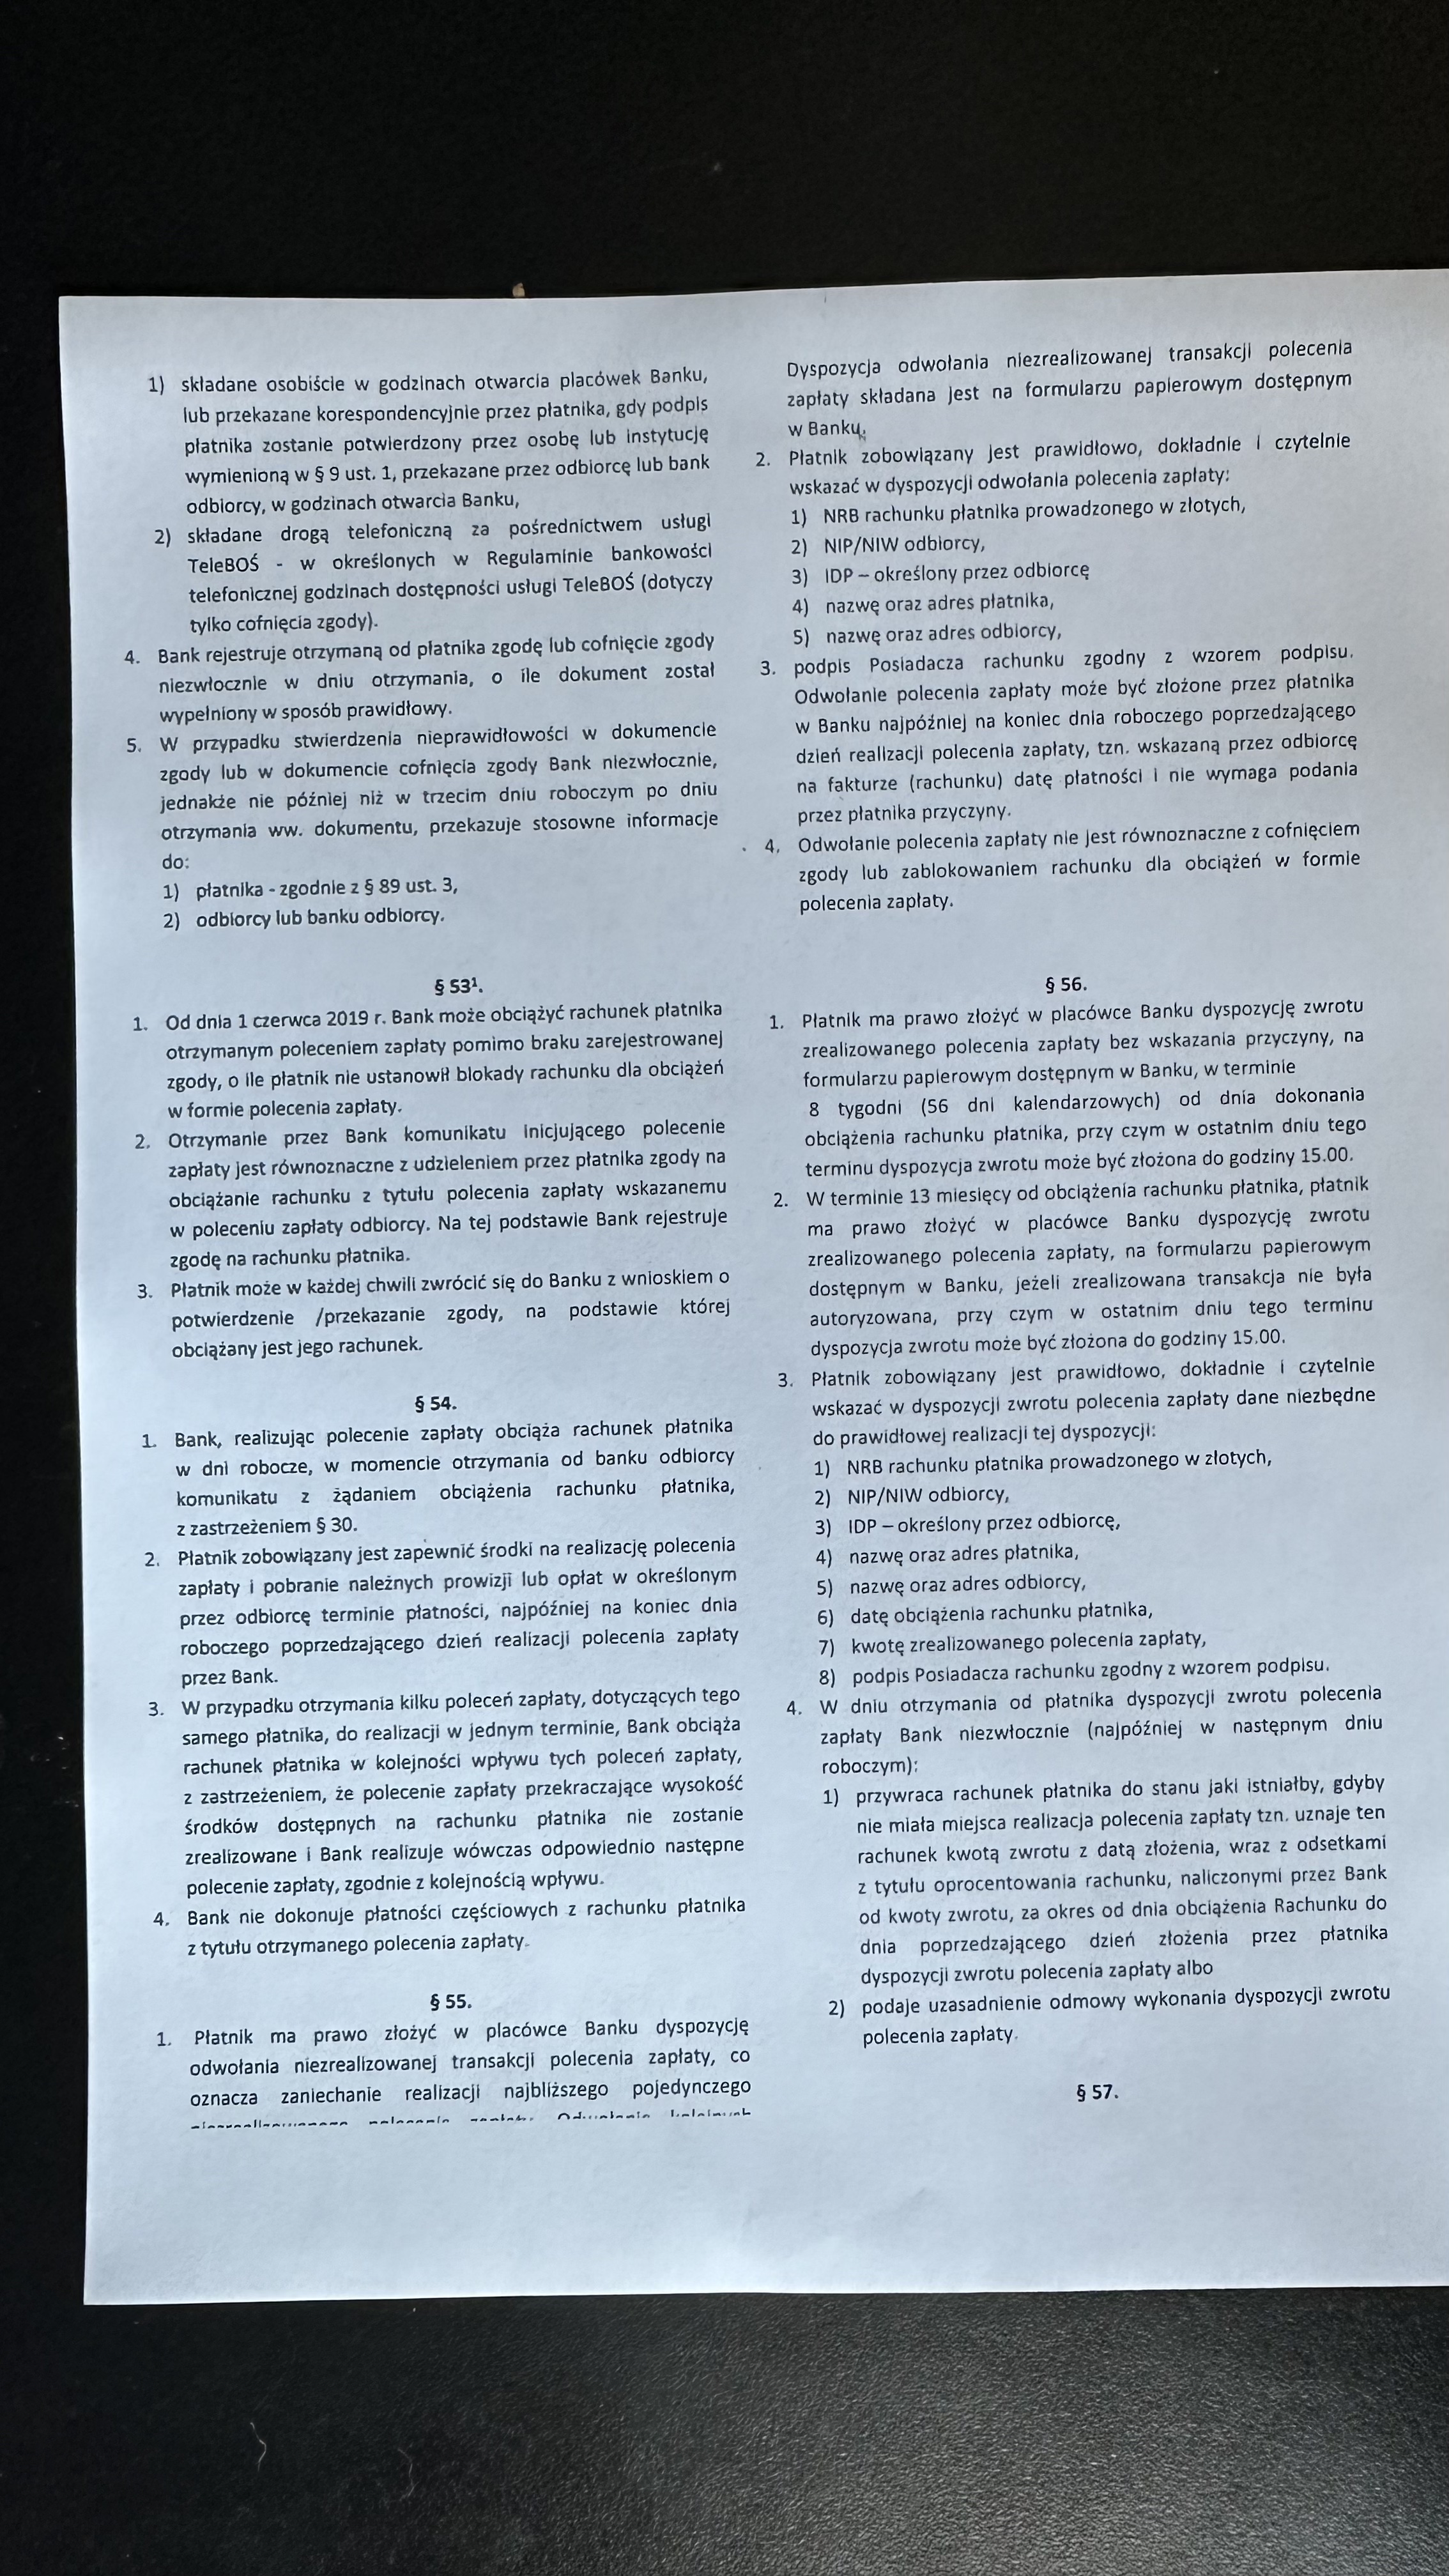 1) składane osobiście w godzinach otwarcia placówek Banku,
lub przekazane korespondencyjnie przez płatnika, gdy podpis
płatnika zostanie potwierdzony przez osobę lub instytucję
wymienioną w § 9 ust. 1, przekazane przez odbiorcę lub bank
odbiorcy, w godzinach otwarcia Banku,
2) składane drogą telefoniczną za pośrednictwem usługi
TeleBOŚ - w określonych w Regulaminie bankowości
telefonicznej godzinach dostępności usługi TeleBOŚ (dotyczy
tylko cofnięcia zgody).
4. Bank rejestruje otrzymaną od płatnika zgodę lub cofnięcie zgody
niezwłocznie w dniu otrzymania, o ile dokument został
wypełniony w sposób prawidłowy.
5. W przypadku stwierdzenia nieprawidłowości w dokumencie
zgody lub w dokumencie cofnięcia zgody Bank niezwłocznie,
jednakże nie później niż w trzecim dniu roboczym po dniu
otrzymania ww. dokumentu, przekazuje stosowne informacje
do:
1) płatnika - zgodnie z § 89 ust. 3,
2) odbiorcy lub banku odbiorcy.
§ 53¹.
1. Od dnia 1 czerwca 2019 r. Bank może obciążyć rachunek płatnika
otrzymanym poleceniem zapłaty pomimo braku zarejestrowanej
zgody, o ile płatnik nie ustanowił blokady rachunku dla obciążeń
w formie polecenia zapłaty.
2. Otrzymanie przez Bank komunikatu inicjującego polecenie
zapłaty jest równoznaczne z udzieleniem przez płatnika zgody na
obciążanie rachunku z tytułu polecenia zapłaty wskazanemu
w poleceniu zapłaty odbiorcy. Na tej podstawie Bank rejestruje
zgodę na rachunku płatnika.
3. Płatnik może w każdej chwili zwrócić się do Banku z wnioskiem o
potwierdzenie /przekazanie zgody, na podstawie której
obciążany jest jego rachunek.
§ 54.
1. Bank, realizując polecenie zapłaty obciąża rachunek płatnika
w dni robocze, w momencie otrzymania od banku odbiorcy
komunikatu z żądaniem obciążenia rachunku płatnika,
z zastrzeżeniem § 30.
2. Płatnik zobowiązany jest zapewnić środki na realizację polecenia
zapłaty i pobranie należnych prowizji lub opłat w określonym
przez odbiorcę terminie płatności, najpóźniej na koniec dnia
roboczego poprzedzającego dzień realizacji polecenia zapłaty
przez Bank.
3. W przypadku otrzymania kilku poleceń zapłaty, dotyczących tego
samego płatnika, do realizacji w jednym terminie, Bank obciąża
rachunek płatnika w kolejności wpływu tych poleceń zapłaty,
z zastrzeżeniem, że polecenie zapłaty przekraczające wysokość
środków dostępnych na rachunku płatnika nie zostanie
zrealizowane i Bank realizuje wówczas odpowiednio następne
polecenie zapłaty, zgodnie z kolejnością wpływu.
4. Bank nie dokonuje płatności częściowych z rachunku płatnika
z tytułu otrzymanego polecenia zapłaty.
§ 55.
1. Płatnik ma prawo złożyć w placówce Banku dyspozycję
odwołania niezrealizowanej transakcji polecenia zapłaty, co
oznacza zaniechanie realizacji najbliższego pojedynczego
Dyspozycja odwołania niezrealizowanej transakcji polecenia
zapłaty składana jest na formularzu papierowym dostępnym
w Banku.
2. Płatnik zobowiązany jest prawidłowo, dokładnie i czytelnie
wskazać w dyspozycji odwołania polecenia zapłaty:
1) NRB rachunku płatnika prowadzonego w złotych,
2) NIP/NIW odbiorcy,
3) IDP – określony przez odbiorcę
4) nazwę oraz adres płatnika,
5) nazwę oraz adres odbiorcy,
3. podpis Posiadacza rachunku zgodny z wzorem podpisu.
Odwołanie polecenia zapłaty może być złożone przez płatnika
w Banku najpóźniej na koniec dnia roboczego poprzedzającego
dzień realizacji polecenia zapłaty, tzn. wskazaną przez odbiorcę
na fakturze (rachunku) datę płatności i nie wymaga podania
przez płatnika przyczyny.
4. Odwołanie polecenia zapłaty nie jest równoznaczne z cofnięciem
zgody lub zablokowaniem rachunku dla obciążeń w formie
polecenia zapłaty.
§ 56.
1. Płatnik ma prawo złożyć w placówce Banku dyspozycję zwrotu
zrealizowanego polecenia zapłaty bez wskazania przyczyny, na
formularzu papierowym dostępnym w Banku, w terminie
8 tygodni (56 dni kalendarzowych) od dnia dokonania
obciążenia rachunku płatnika, przy czym w ostatnim dniu tego
terminu dyspozycja zwrotu może być złożona do godziny 15.00.
2. W terminie 13 miesięcy od obciążenia rachunku płatnika, płatnik
ma prawo złożyć w placówce Banku dyspozycję zwrotu
zrealizowanego polecenia zapłaty, na formularzu papierowym
dostępnym w Banku, jeżeli zrealizowana transakcja nie była
autoryzowana, przy czym w ostatnim dniu tego terminu
dyspozycja zwrotu może być złożona do godziny 15.00.
3. Płatnik zobowiązany jest prawidłowo, dokładnie i czytelnie
wskazać w dyspozycji zwrotu polecenia zapłaty dane niezbędne
do prawidłowej realizacji tej dyspozycji:
1) NRB rachunku płatnika prowadzonego w złotych,
2) NIP/NIW odbiorcy,
3) IDP – określony przez odbiorcę,
4) nazwę oraz adres płatnika,
5) nazwę oraz adres odbiorcy,
6) datę obciążenia rachunku płatnika,
7) kwotę zrealizowanego polecenia zapłaty,
8) podpis Posiadacza rachunku zgodny z wzorem podpisu.
4. W dniu otrzymania od płatnika dyspozycji zwrotu polecenia
zapłaty Bank niezwłocznie (najpóźniej w następnym dniu
roboczym):
1) przywraca rachunek płatnika do stanu jaki istniałby, gdyby
nie miała miejsca realizacja polecenia zapłaty tzn. uznaje ten
rachunek kwotą zwrotu z datą złożenia, wraz z odsetkami
z tytułu oprocentowania rachunku, naliczonymi przez Bank
od kwoty zwrotu, za okres od dnia obciążenia Rachunku do
dnia poprzedzającego dzień złożenia przez płatnika
dyspozycji zwrotu polecenia zapłaty albo
2) podaje uzasadnienie odmowy wykonania dyspozycji zwrotu
polecenia zapłaty.
§ 57.